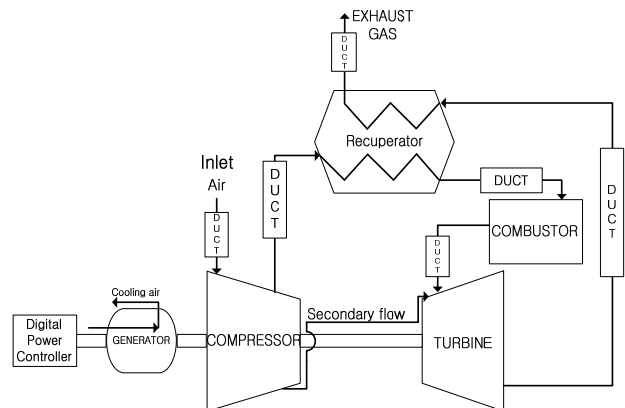 EXHAUST
GAS
DUCT
Recuperator
Inlet
Air
DUCT
DUCT
DUCT
DUCT
COMBUSTOR
DUCT
Cooling air
Secondary flow
Digital
Power
Controller
GENERATOR
COMPRESSOR
TURBINE